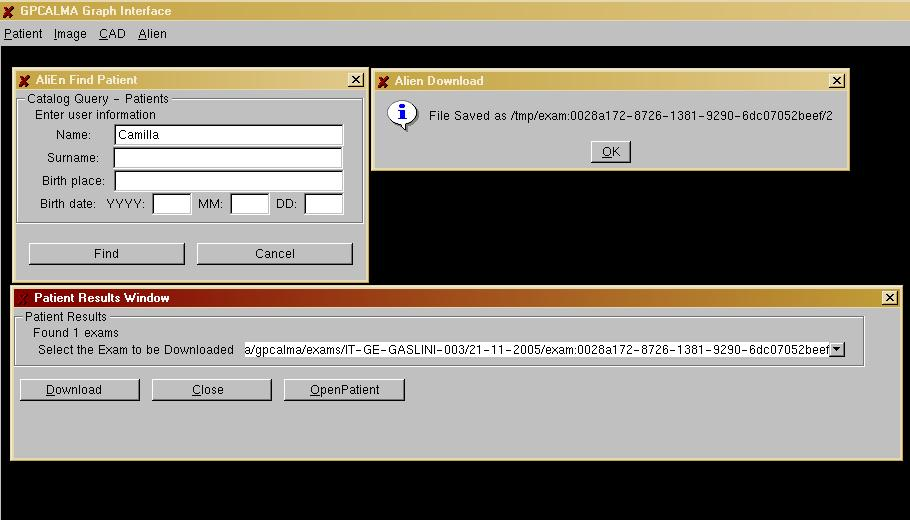 GPCALMA Graph Interface
Patient Image CAD Alien
AliEn Find Patient
Catalog Query - Patients
Enter user information
Name: Camilla
Surname:
Birth place:
Birth date: YYYY: MM: DD:
Find Cancel
Alien Download
i File Saved as /tmp/exam:0028a172-8726-1381-9290-6dc07052beef/2
OK
Patient Results Window
Patient Results
Found 1 exams
Select the Exam to be Downloaded a/gpcalma/exams/IT-GE-GASLINI-003/21-11-2005/exam:0028a172-8726-1381-9290-6dc07052beef
Download Close OpenPatient